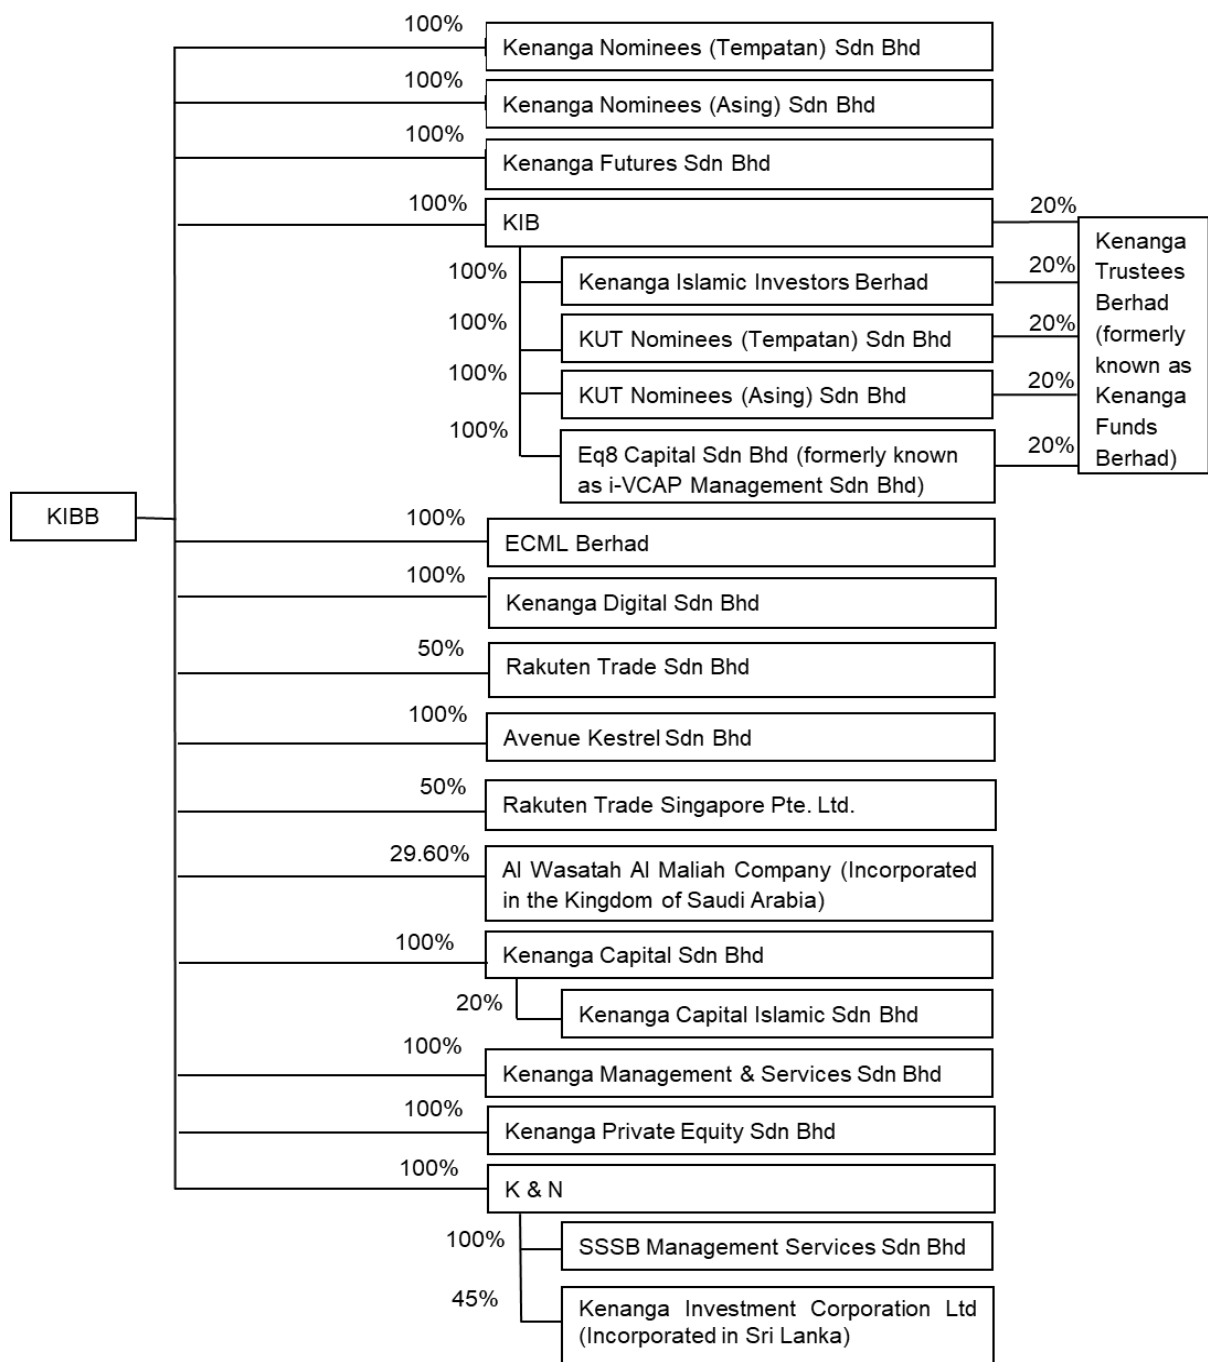 100%
Kenanga Nominees (Tempatan) Sdn Bhd
100%
Kenanga Nominees (Asing) Sdn Bhd
100%
Kenanga Futures Sdn Bhd
100%
KIB
20%
Kenanga
Trustees
Berhad
(formerly
known as
Kenanga
Funds
Berhad)
100%
Kenanga Islamic Investors Berhad
20%
100%
KUT Nominees (Tempatan) Sdn Bhd
20%
100%
KUT Nominees (Asing) Sdn Bhd
20%
100%
Eq8 Capital Sdn Bhd (formerly known
as i-VCAP Management Sdn Bhd)
20%
KIBB
100%
ECML Berhad
100%
Kenanga Digital Sdn Bhd
50%
Rakuten Trade Sdn Bhd
100%
Avenue Kestrel Sdn Bhd
50%
Rakuten Trade Singapore Pte. Ltd.
29.60%
Al Wasatah Al Maliah Company (Incorporated
in the Kingdom of Saudi Arabia)
100%
Kenanga Capital Sdn Bhd
20%
Kenanga Capital Islamic Sdn Bhd
100%
Kenanga Management & Services Sdn Bhd
100%
Kenanga Private Equity Sdn Bhd
100%
K & N
100%
SSSB Management Services Sdn Bhd
45%
Kenanga Investment Corporation Ltd
(Incorporated in Sri Lanka)